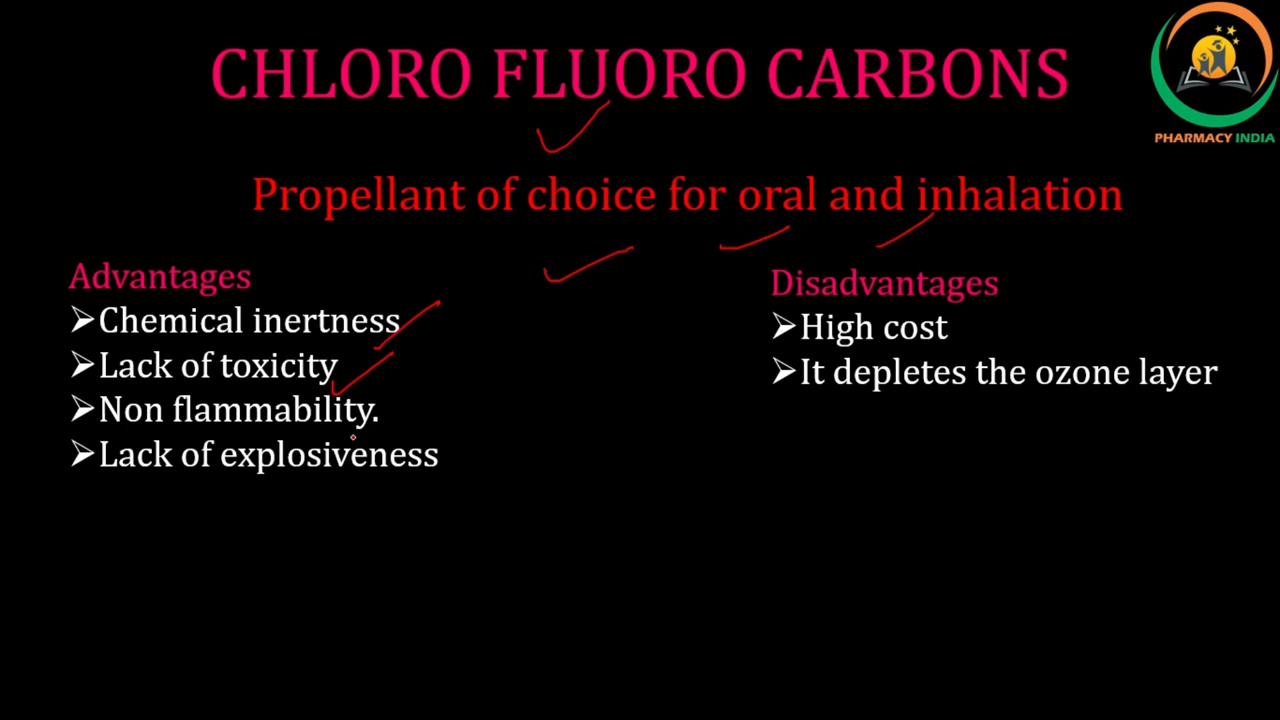 CHLORO FLUORO CARBONS
PHARMACY INDIA
Propellant of choice for oral and inhalation
Advantages
➢Chemical inertness
➢Lack of toxicity
➢Non flammability.
➢Lack of explosiveness
Disadvantages
➢High cost
➢It depletes the ozone layer